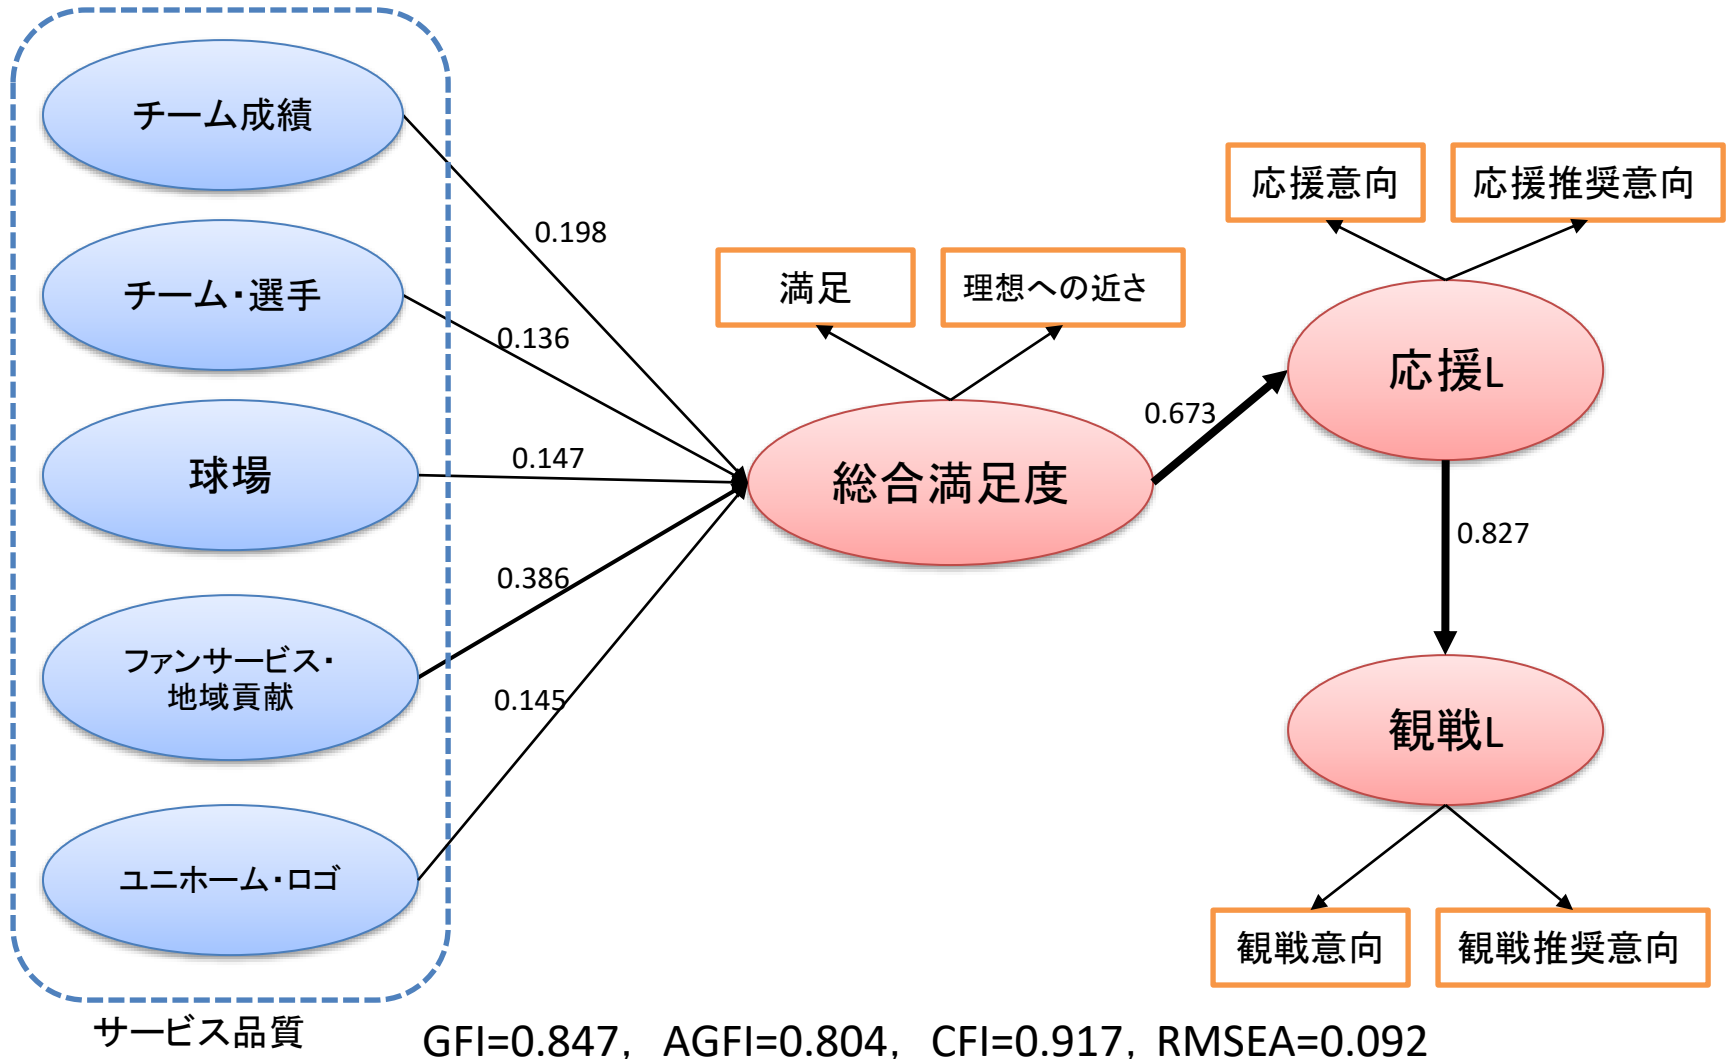 チーム成績
チーム・選手
球場
ファンサービス・
地域貢献
ユニホーム・ロゴ
サービス品質
0.198
0.136
0.147
0.386
0.145
満足
理想への近さ
総合満足度
0.673
応援意向
応援推奨意向
応援L
0.827
観戦L
観戦意向
観戦推奨意向
GFI=0.847, AGFI=0.804, CFI=0.917, RMSEA=0.092